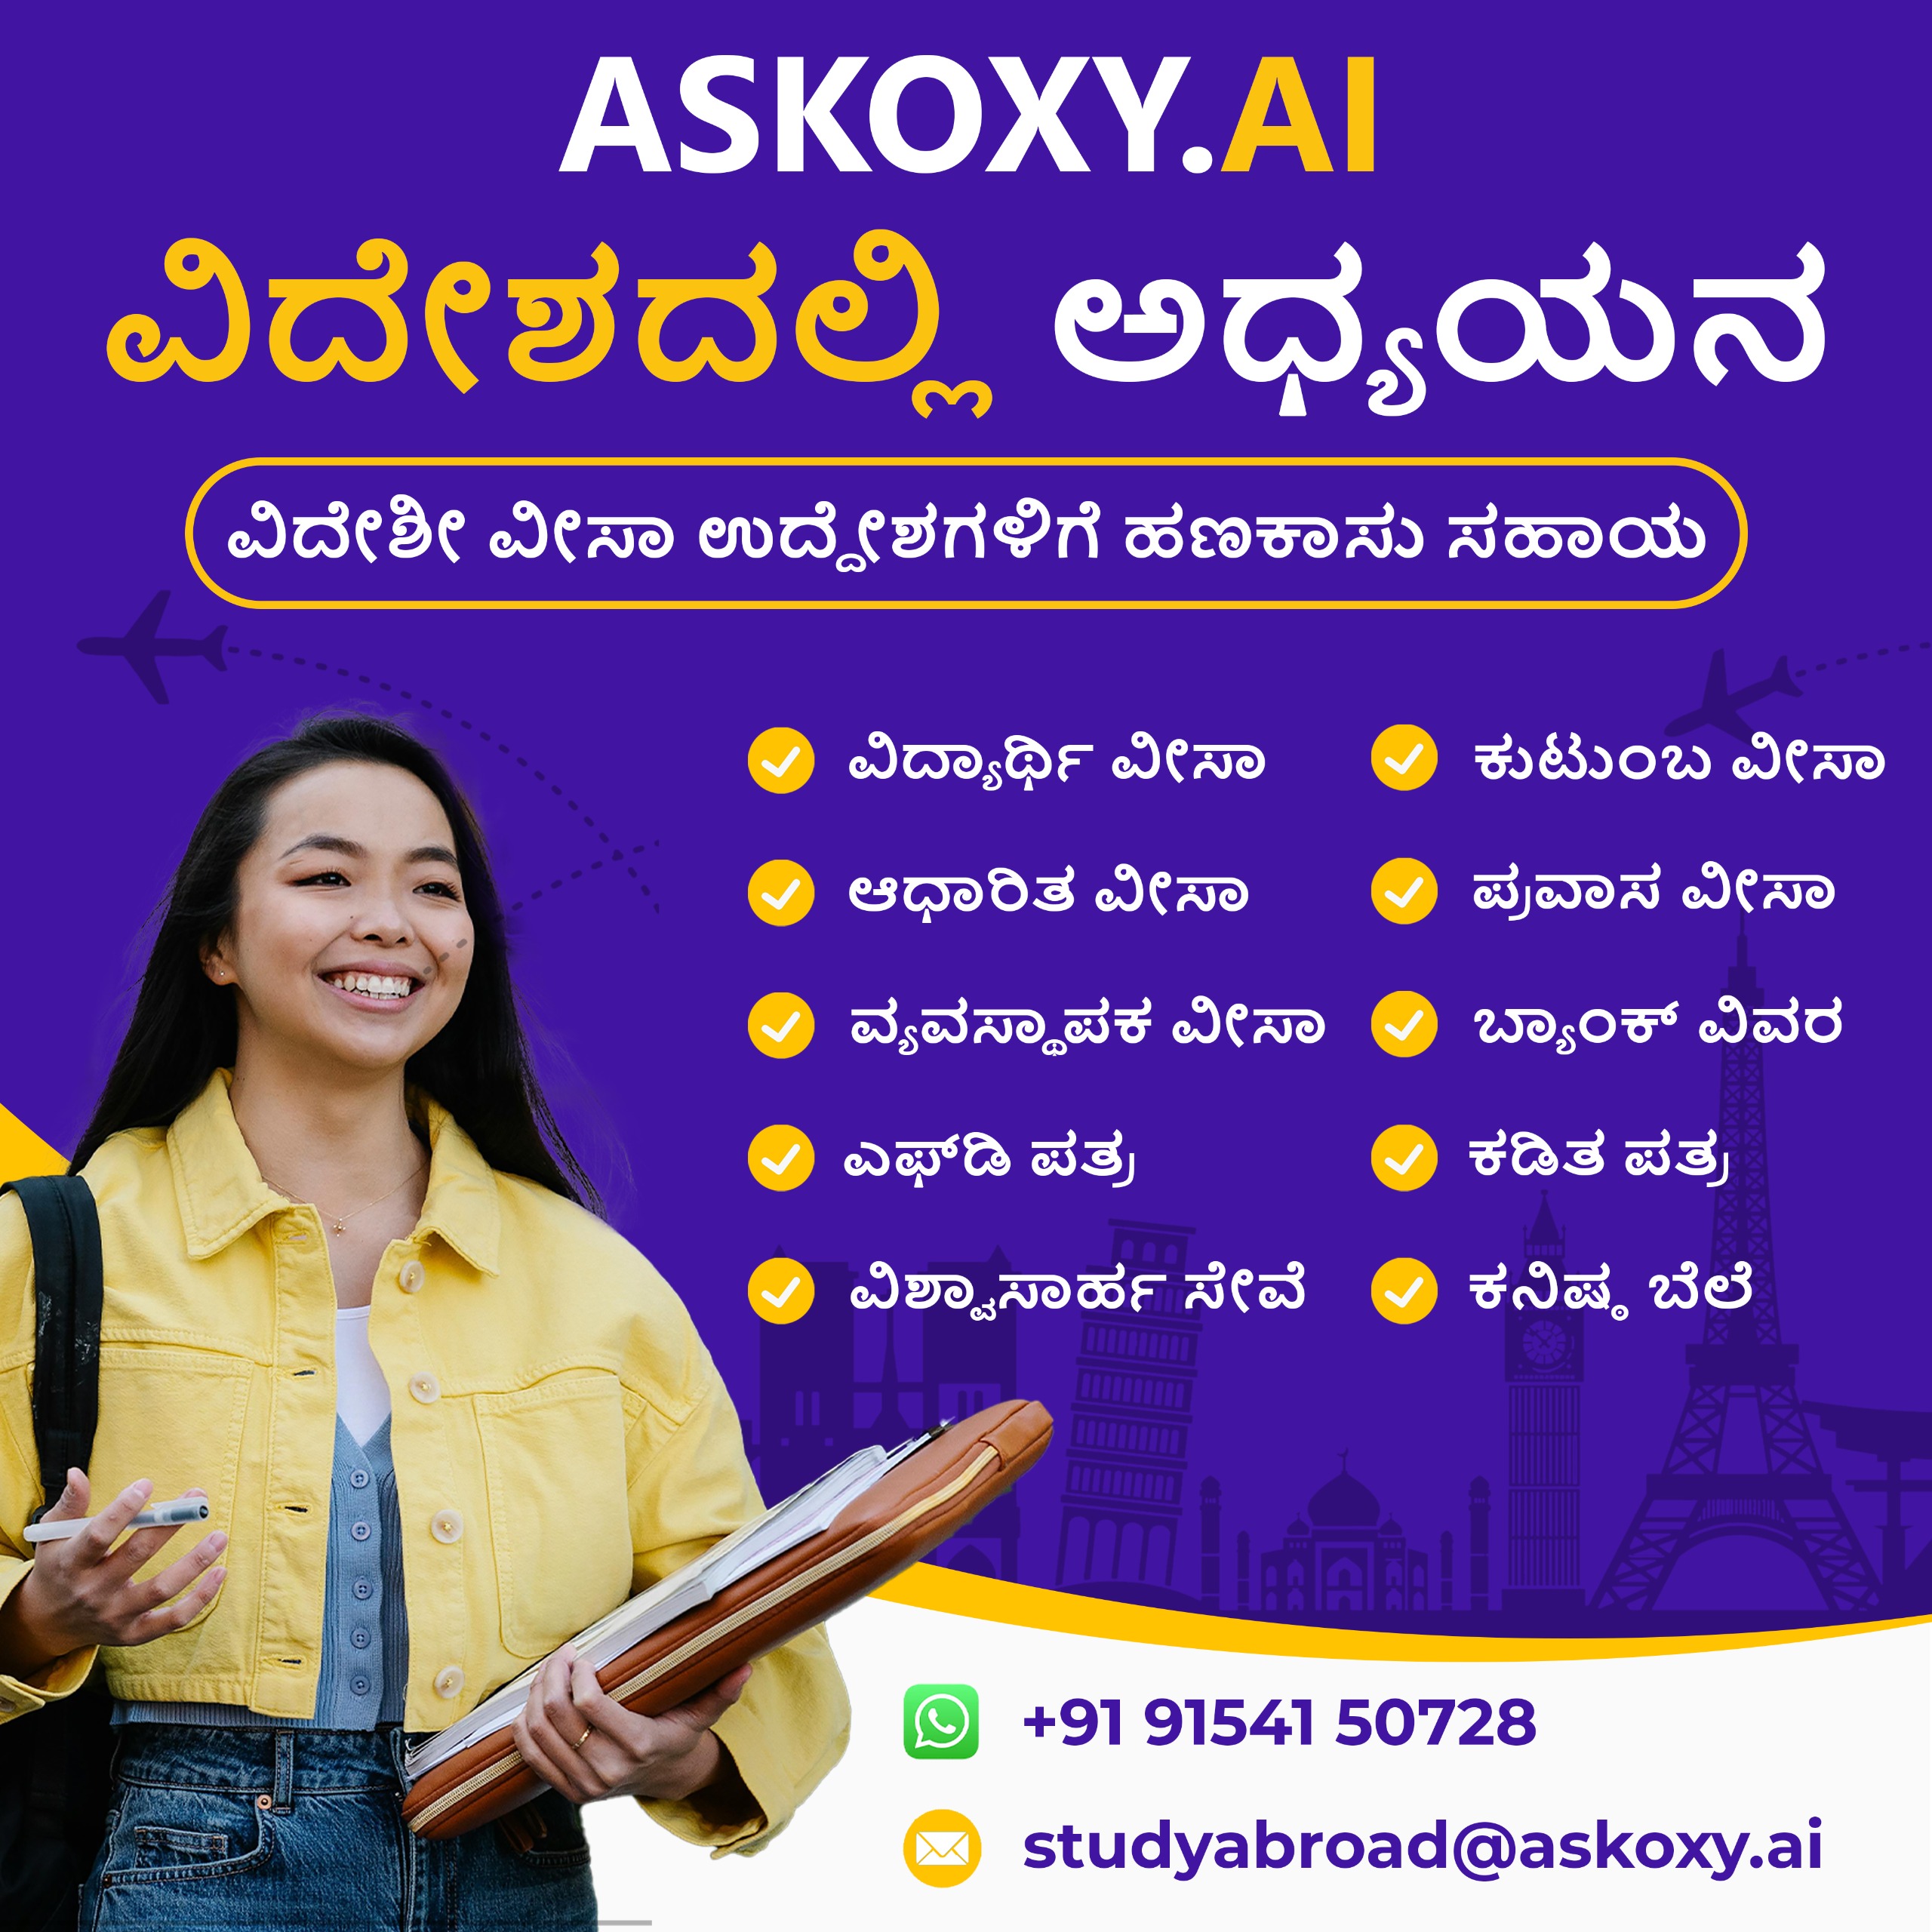 ASKOXY.AI
ವಿದೇಶದಲ್ಲಿ ಅಧ್ಯಯನ
ವಿದೇಶೀ ವೀಸಾ ಉದ್ದೇಶಗಳಿಗೆ ಹಣಕಾಸು ಸಹಾಯ
ವಿದ್ಯಾರ್ಥಿ ವೀಸಾ
ಕುಟುಂಬ ವೀಸಾ
ಆಧಾರಿತ ವೀಸಾ
ಪ್ರವಾಸ ವೀಸಾ
ವ್ಯವಸ್ಥಾಪಕ ವೀಸಾ
ಬ್ಯಾಂಕ್ ವಿವರ
ಎಫ್‌ಡಿ ಪತ್ರ
ಕಡಿತ ಪತ್ರ
ವಿಶ್ವಾಸಾರ್ಹ ಸೇವೆ
ಕನಿಷ್ಠ ಬೆಲೆ
+91 91541 50728
studyabroad@askoxy.ai